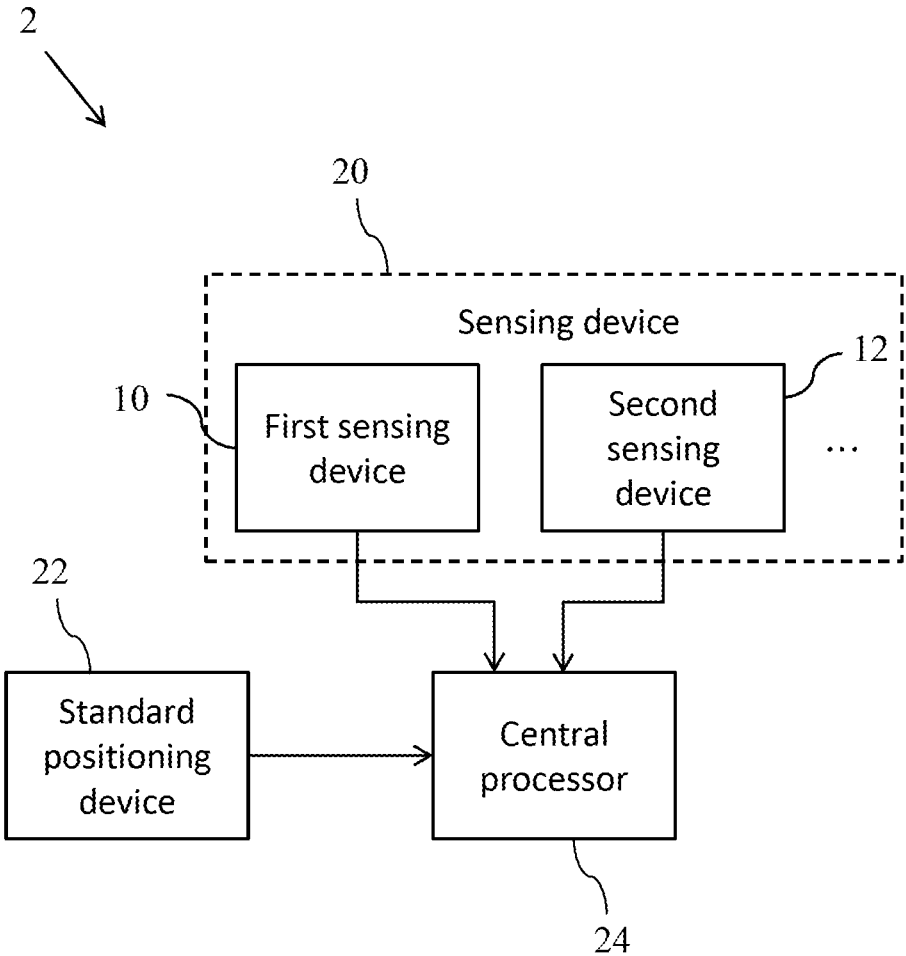 2
20
Sensing device
12
10
First sensing
device
Second
sensing
device
...
22
Standard
positioning
device
Central
processor
24